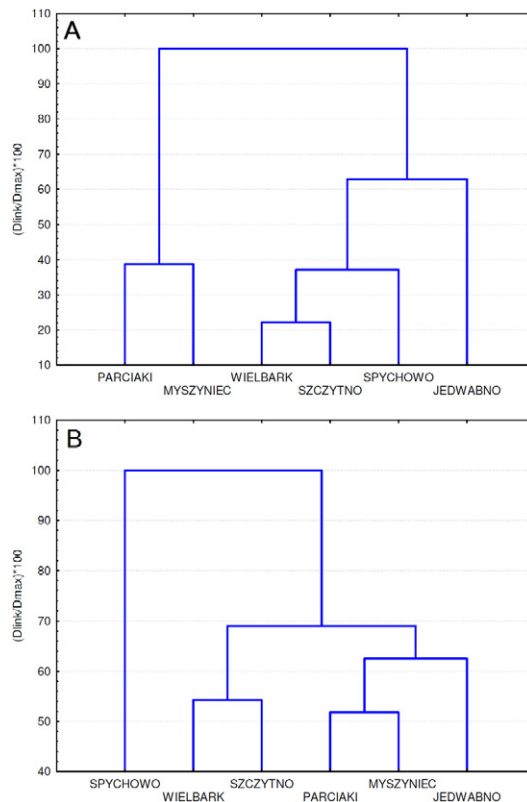 A
110
100
90
80
70
60
50
40
30
20
10
(Dlink/Dmax)*100
PARCIAKI WIELBARK SPYCHOWO
MYSZYNIEC SZCZYTNO JEDWABNO
B
110
100
90
80
70
60
50
40
(Dlink/Dmax)*100
SPYCHOWO SZCZYTNO MYSZYNIEC
WIELBARK PARCIAKI JEDWABNO